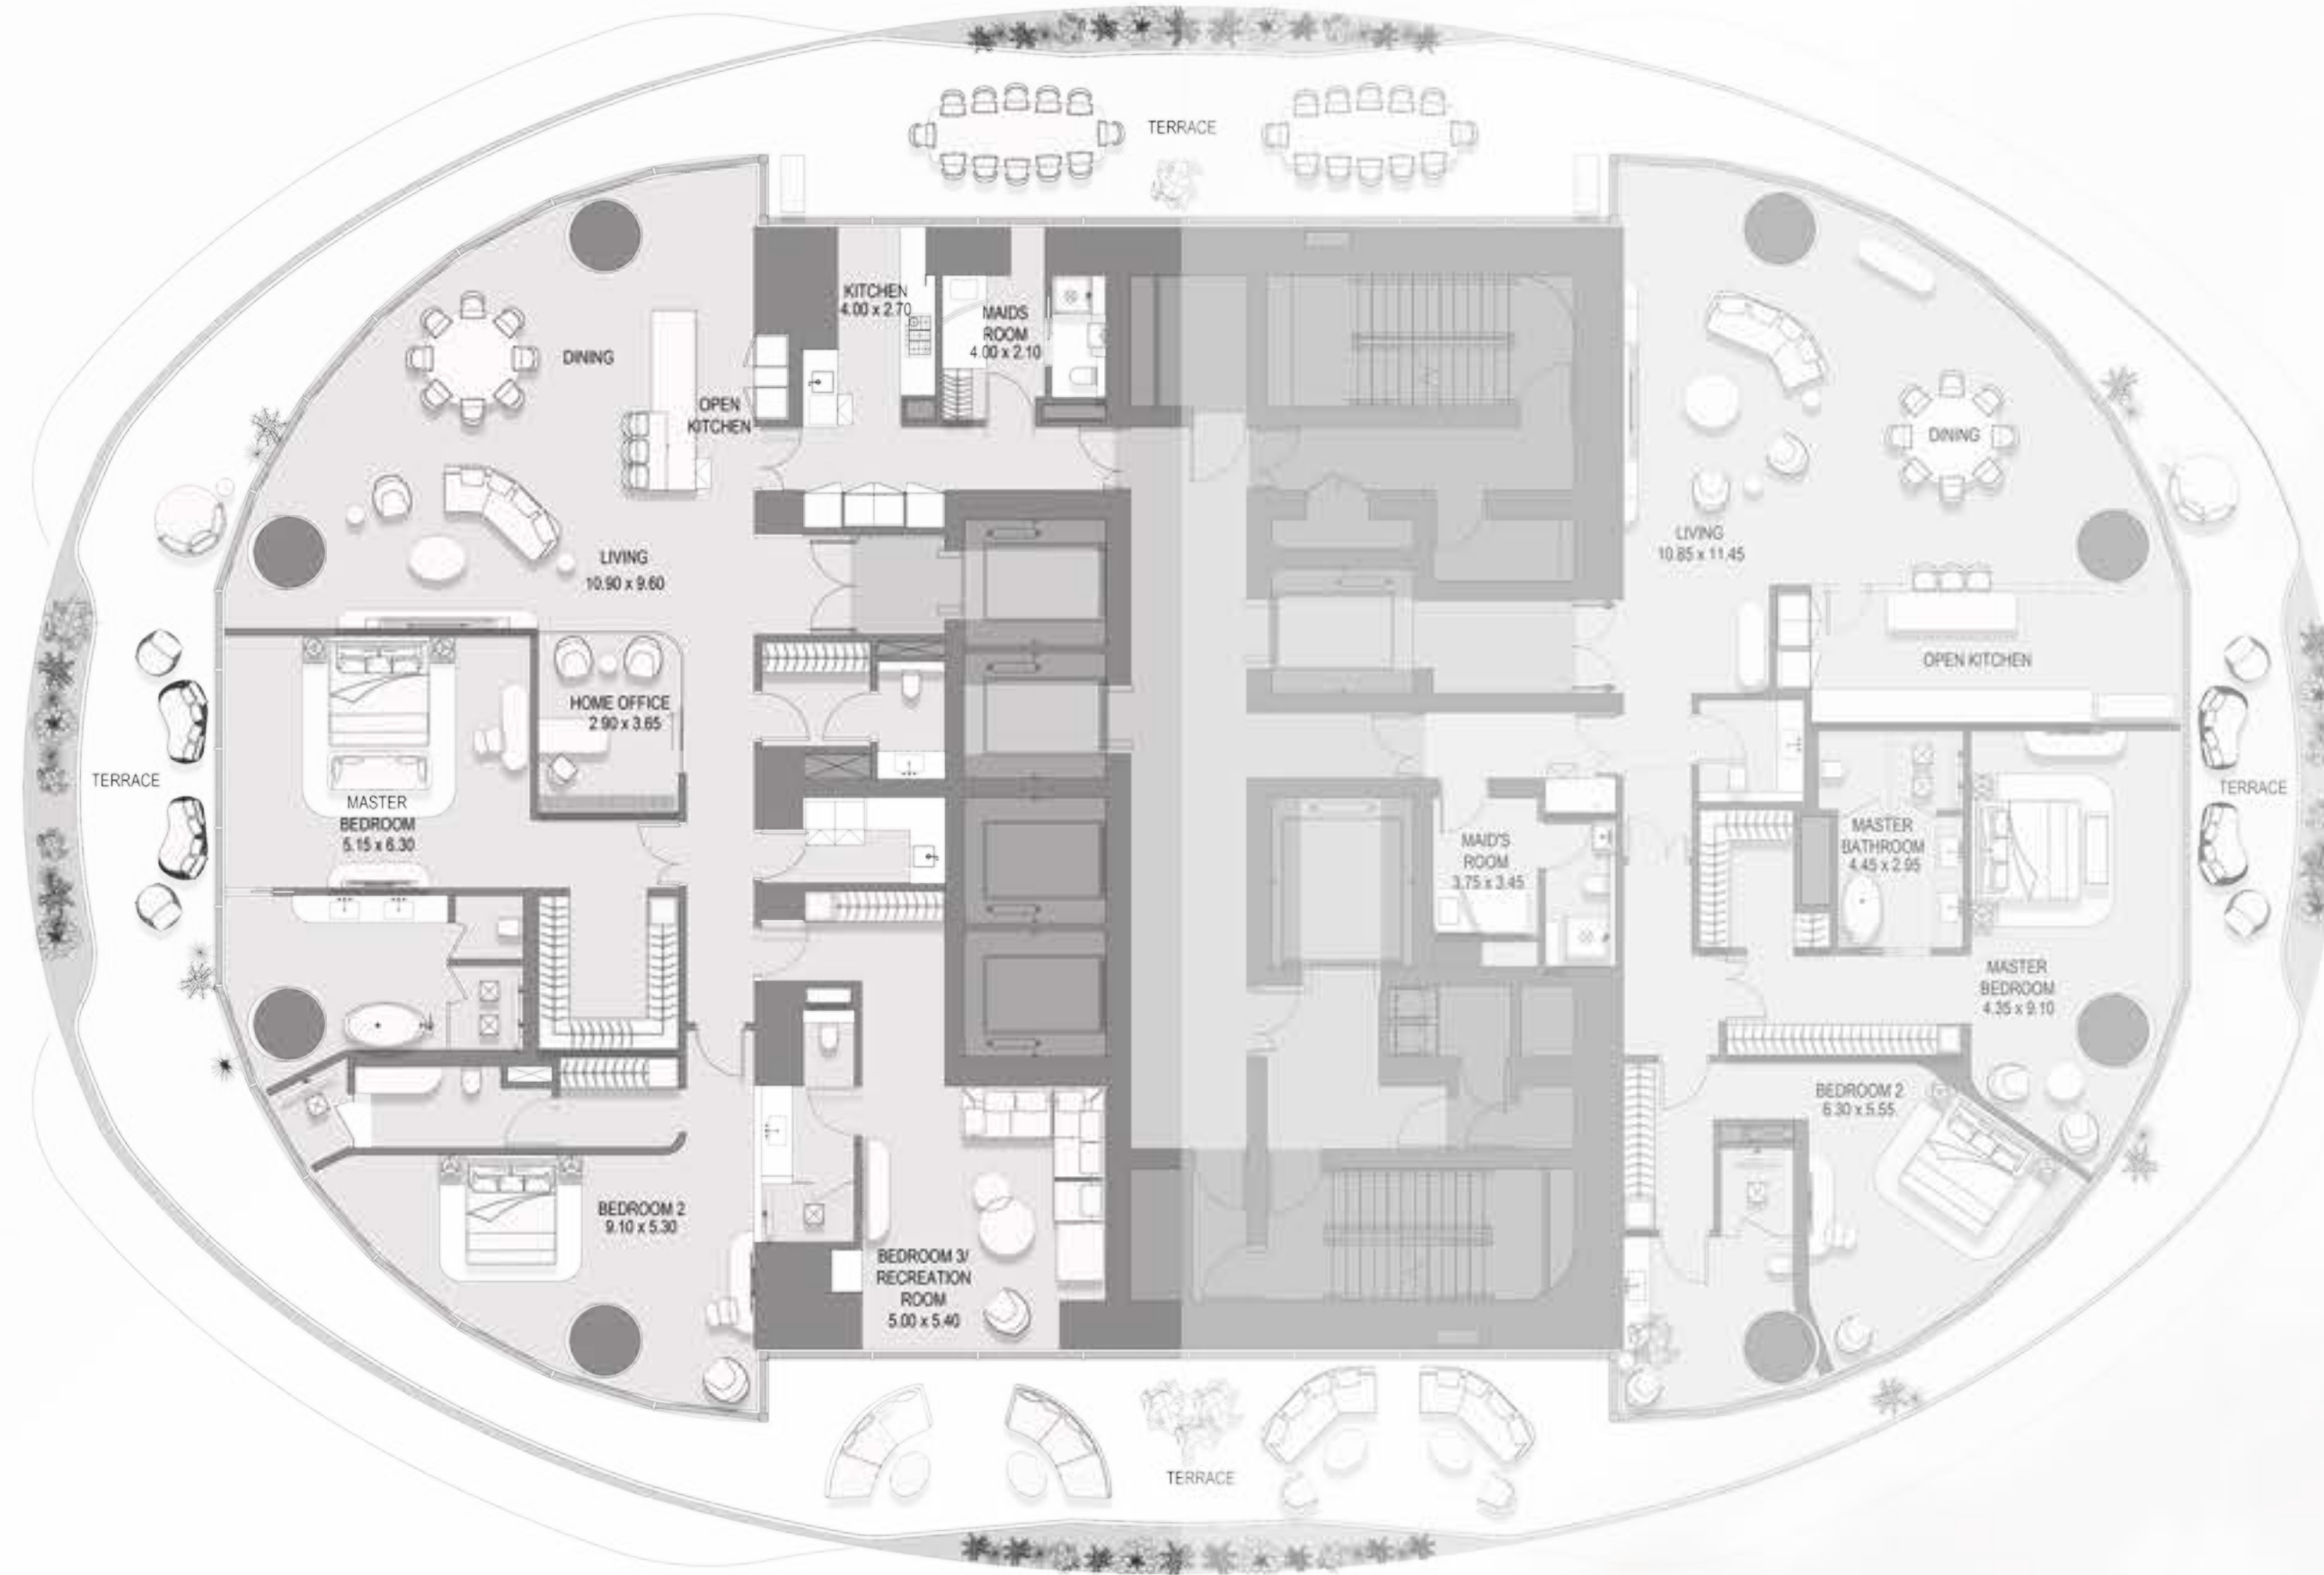 TERRACE
KITCHEN
4.00 x 2.70
MAIDS
ROOM
4.00 x 2.10
DINING
OPEN
KITCHEN
LIVING
10.90 x 9.60
HOME OFFICE
2.90 x 3.65
TERRACE
MASTER
BEDROOM
5.15 x 6.30
BEDROOM 2
9.10 x 5.30
BEDROOM 3/
RECREATION
ROOM
5.00 x 5.40
DINING
LIVING
10.85 x 11.45
OPEN KITCHEN
TERRACE
MAID'S
ROOM
3.75 x 3.45
MASTER
BATHROOM
4.45 x 2.95
MASTER
BEDROOM
4.35 x 9.10
BEDROOM 2
6.30 x 5.55
TERRACE